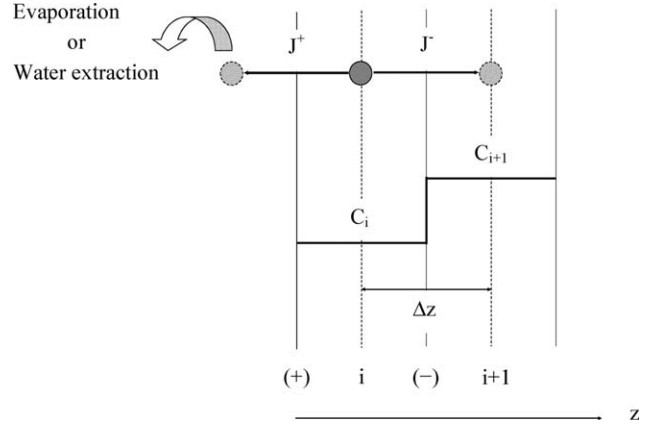 Evaporation
or
Water extraction
J⁺
J⁻
Cᵢ₊₁
Cᵢ
Δz
(+) i (−) i+1
z